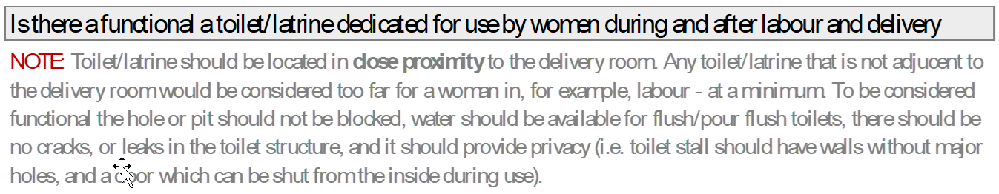 Is there a functional a toilet/latrine dedicated for use by women during and after labour and delivery
NOTE: Toilet/latrine should be located in close proximity to the delivery room. Any toilet/latrine that is not adjucent to
the delivery room would be considered too far for a woman in, for example, labour - at a minimum. To be considered
functional the hole or pit should not be blocked, water should be available for flush/pour flush toilets, there should be
no cracks, or leaks in the toilet structure, and it should provide privacy (i.e. toilet stall should have walls without major
holes, and a door which can be shut from the inside during use).